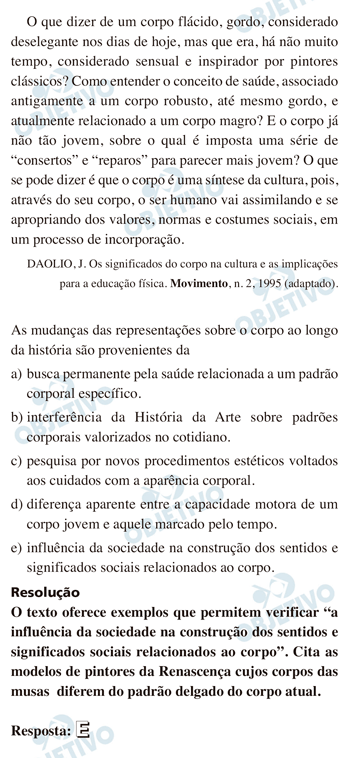 O que dizer de um corpo flácido, gordo, considerado
deselegante nos dias de hoje, mas que era, há não muito
tempo, considerado sensual e inspirador por pintores
clássicos? Como entender o conceito de saúde, associado
antigamente a um corpo robusto, até mesmo gordo, e
atualmente relacionado a um corpo magro? E o corpo já
não tão jovem, sobre o qual é imposta uma série de
“consertos” e “reparos” para parecer mais jovem? O que
se pode dizer é que o corpo é uma síntese da cultura, pois,
através do seu corpo, o ser humano vai assimilando e se
apropriando dos valores, normas e costumes sociais, em
um processo de incorporação.
DAOLIO, J. Os significados do corpo na cultura e as implicações
para a educação física. Movimento, n. 2, 1995 (adaptado).
As mudanças das representações sobre o corpo ao longo
da história são provenientes da
a) busca permanente pela saúde relacionada a um padrão
corporal específico.
b) interferência da História da Arte sobre padrões
corporais valorizados no cotidiano.
c) pesquisa por novos procedimentos estéticos voltados
aos cuidados com a aparência corporal.
d) diferença aparente entre a capacidade motora de um
corpo jovem e aquele marcado pelo tempo.
e) influência da sociedade na construção dos sentidos e
significados sociais relacionados ao corpo.
Resolução
O texto oferece exemplos que permitem verificar “a
influência da sociedade na construção dos sentidos e
significados sociais relacionados ao corpo”. Cita as
modelos de pintores da Renascença cujos corpos das
musas diferem do padrão delgado do corpo atual.
Resposta: E
OBJETIVO